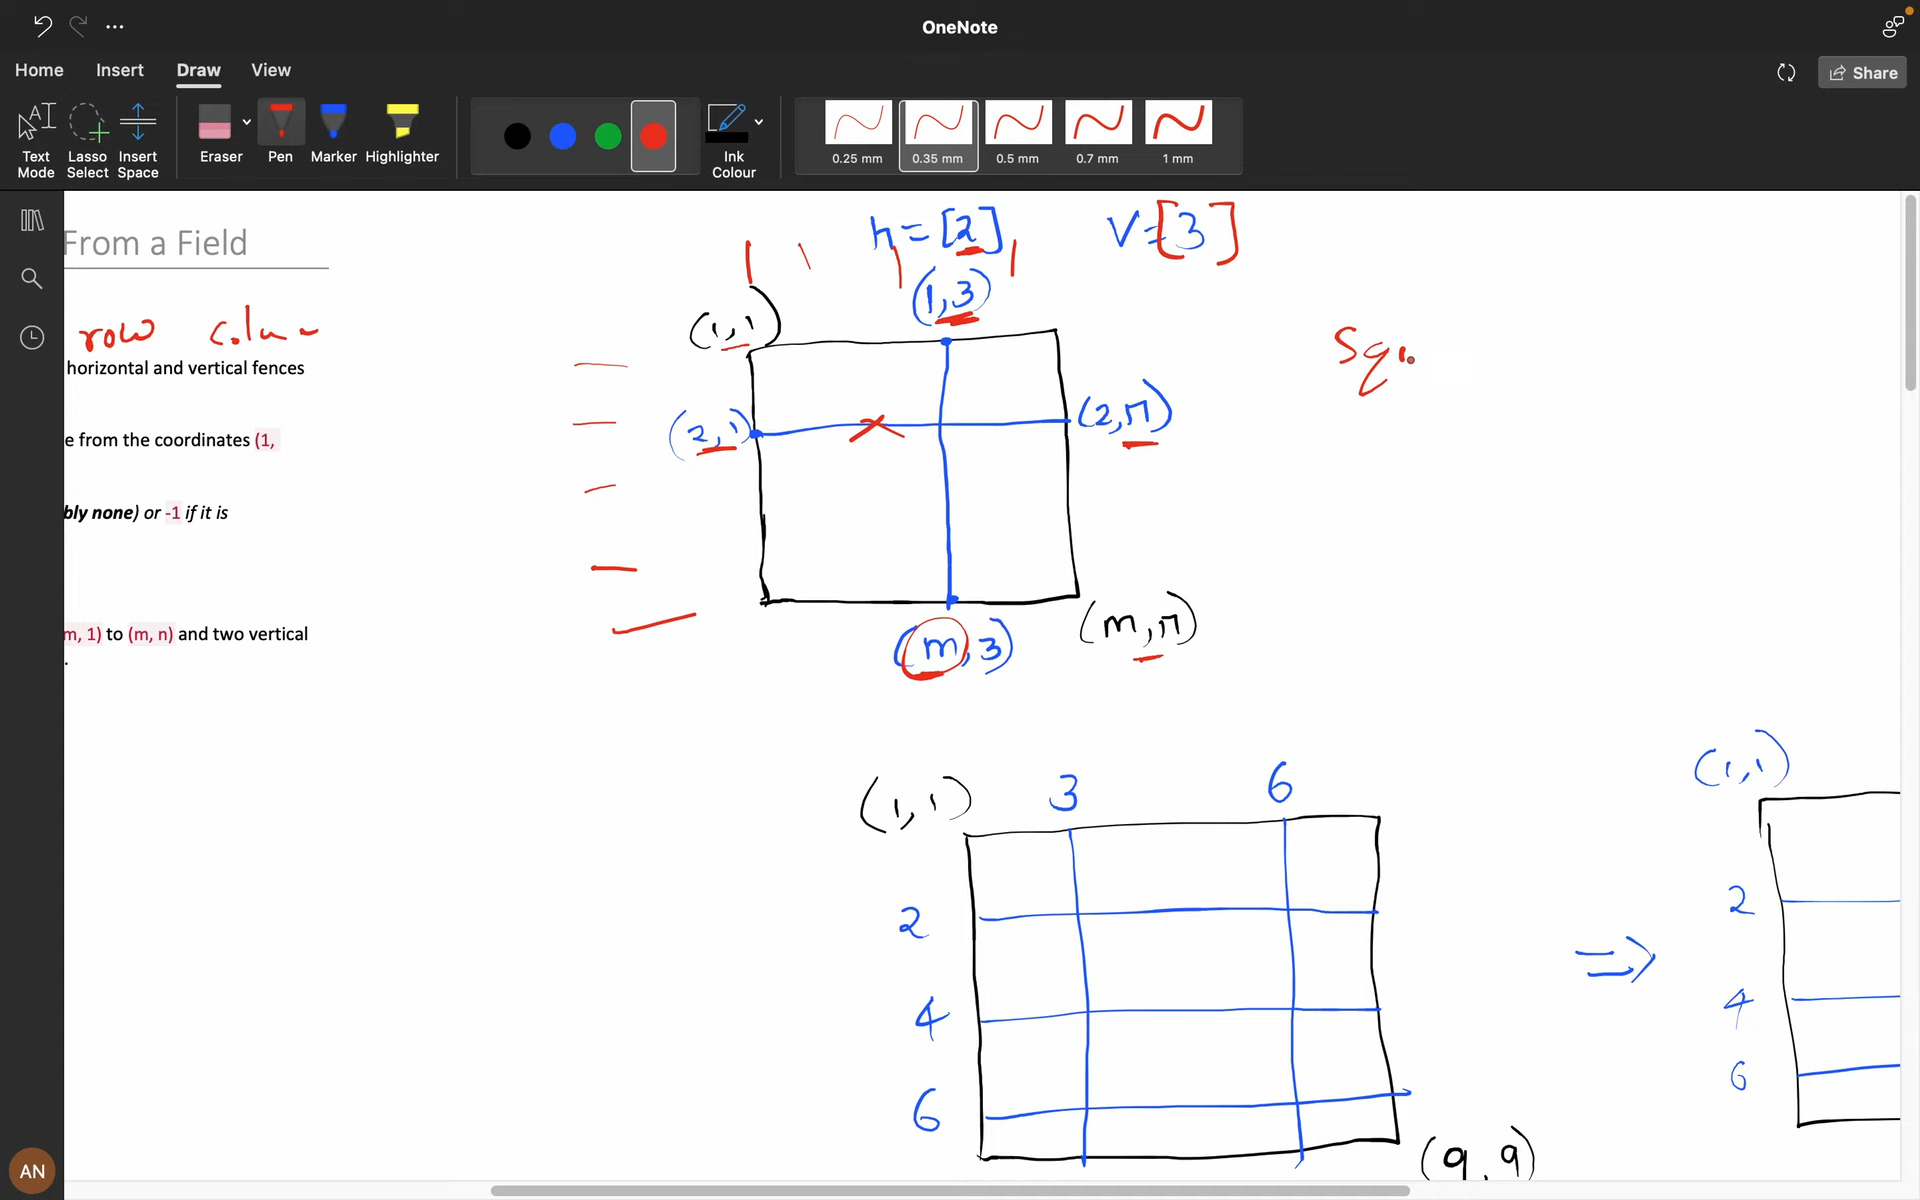 OneNote
Home Insert Draw View
Share
Text Mode
Lasso Select
Insert Space
Eraser
Pen
Marker
Highlighter
Ink Colour
0.25 mm
0.35 mm
0.5 mm
0.7 mm
1 mm
From a Field
h = [2] V = [3]
(1,3)
(1,1)
row colum
horizontal and vertical fences
Squ
(2,1) (2,n)
e from the coordinates (1,
bly none) or -1 if it is
m, 1) to (m, n) and two vertical
.
(m,n)
(m,3)
(1,1) 3 6
(1,1)
2
2
=>
4
4
6
6
(9,9)
AN